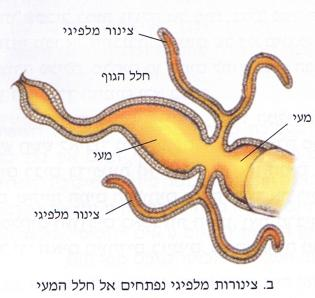 צינור מלפיגי
חלל הגוף
מעי
מעי
צינור מלפיגי
ב. צינורות מלפיגי נפתחים אל חלל המעי